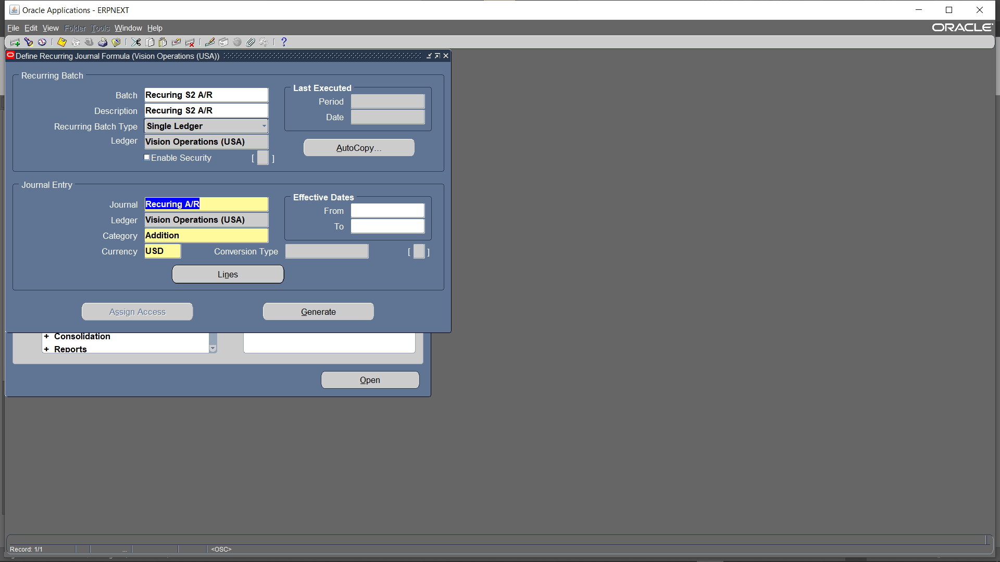 Oracle Applications - ERPNEXT
File Edit View Folder Tools Window Help
ORACLE
Define Recurring Journal Formula (Vision Operations (USA))
Recurring Batch
Batch Recuring S2 A/R
Description Recuring S2 A/R
Recurring Batch Type Single Ledger
Ledger Vision Operations (USA)
Enable Security [ ]
Last Executed
Period
Date
AutoCopy...
Journal Entry
Journal Recuring A/R
Ledger Vision Operations (USA)
Category Addition
Currency USD Conversion Type [ ]
Effective Dates
From
To
Lines
Assign Access Generate
+ Consolidation
+ Reports
Open
Record: 1/1 ... <OSC>